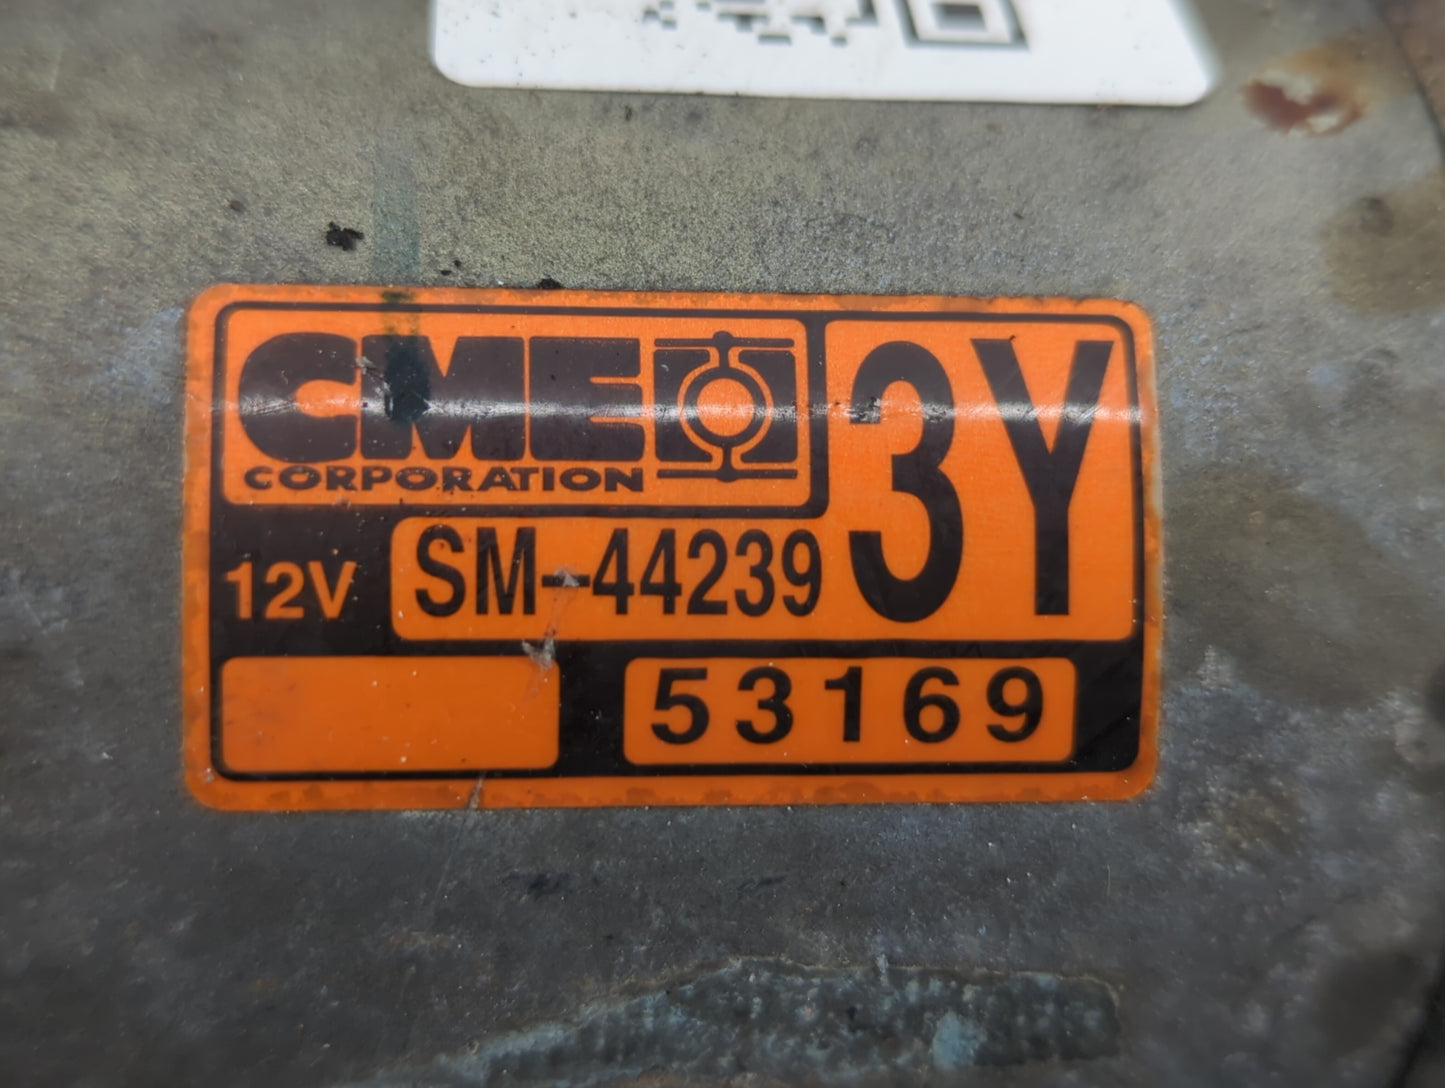 CME
CORPORATION
3Y
12V SM-44239
53169